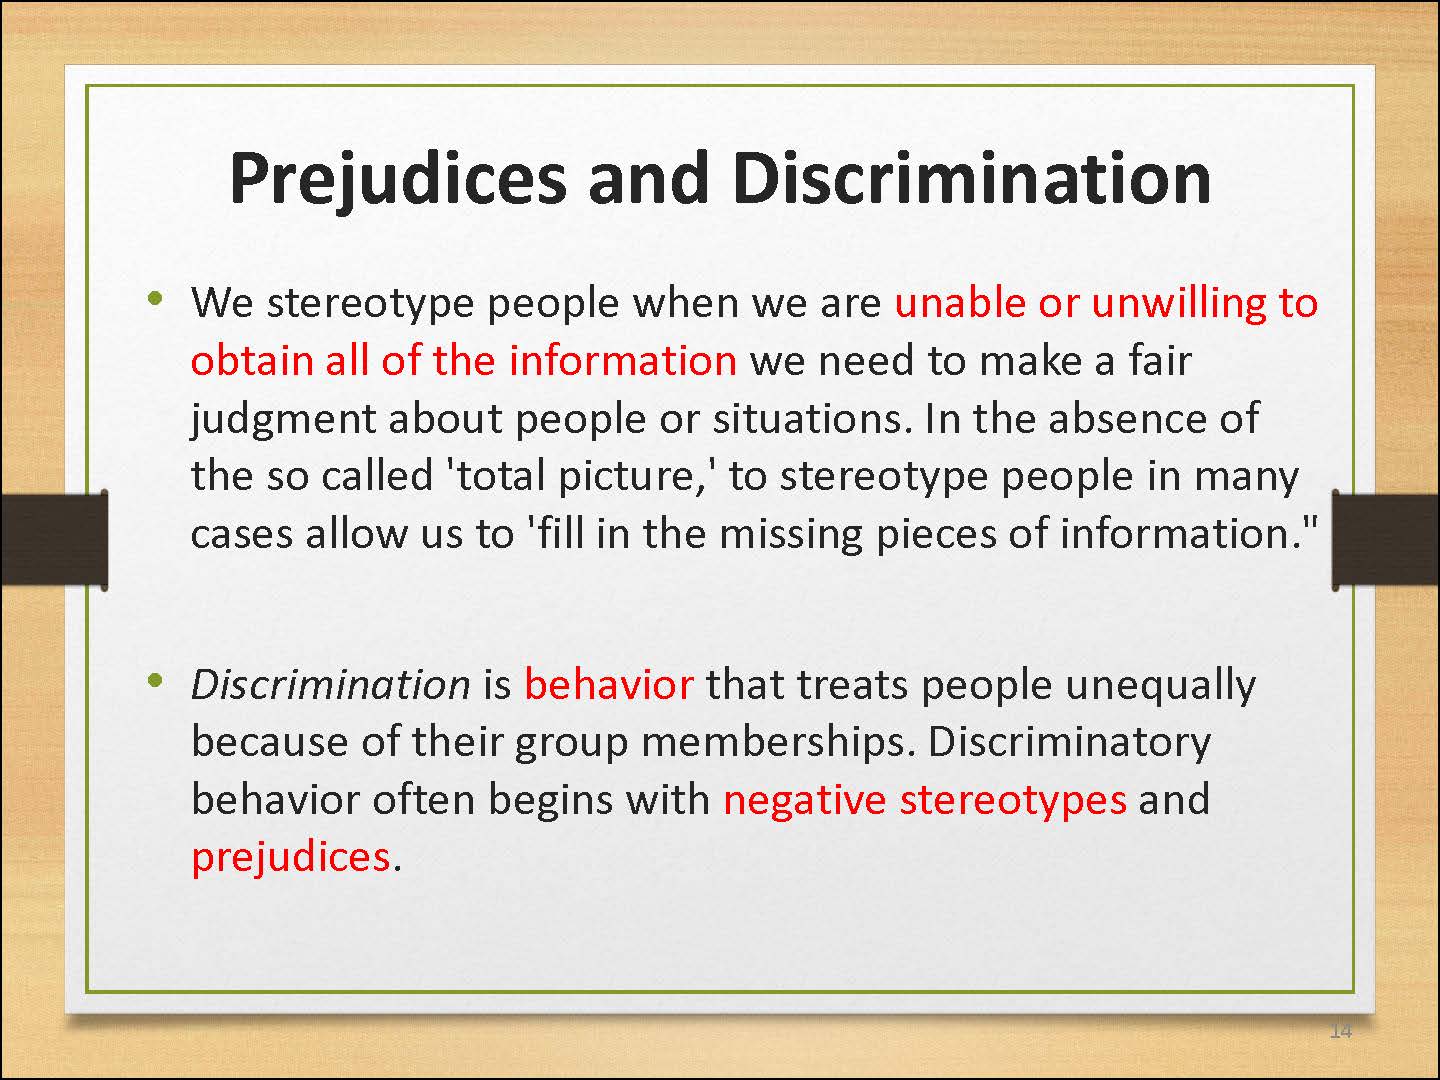 Prejudices and Discrimination
• We stereotype people when we are unable or unwilling to
obtain all of the information we need to make a fair
judgment about people or situations. In the absence of
the so called 'total picture,' to stereotype people in many
cases allow us to 'fill in the missing pieces of information."
• Discrimination is behavior that treats people unequally
because of their group memberships. Discriminatory
behavior often begins with negative stereotypes and
prejudices.
14